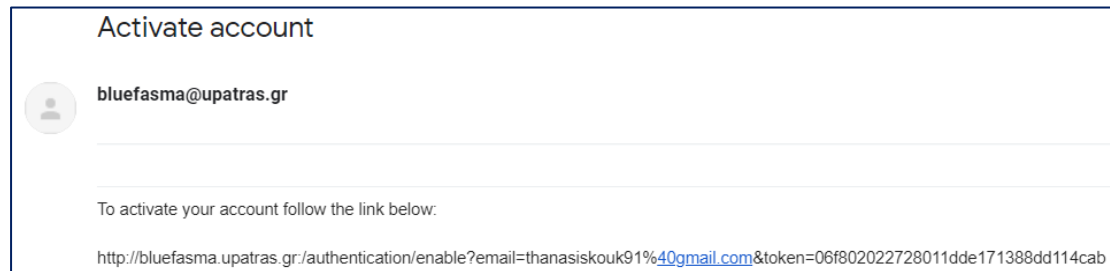 Activate account
bluefasma@upatras.gr
To activate your account follow the link below:
http://bluefasma.upatras.gr:/authentication/enable?email=thanasiskouk91%40gmail.com&token=06f802022728011dde171388dd114cab